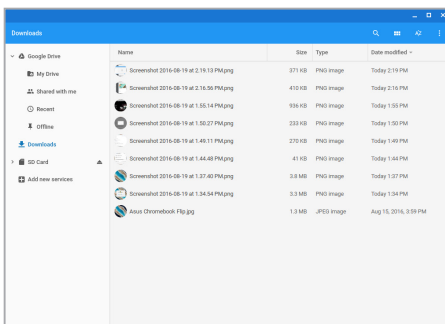 Downloads
Google Drive
My Drive
Shared with me
Recent
Offline
Downloads
SD Card
Add new services
Name Size Type Date modified
Screenshot 2016-08-19 at 2.19.13 PM.png 371 KB PNG image Today 2:19 PM
Screenshot 2016-08-19 at 2.16.56 PM.png 410 KB PNG image Today 2:16 PM
Screenshot 2016-08-19 at 1.55.14 PM.png 936 KB PNG image Today 1:55 PM
Screenshot 2016-08-19 at 1.50.27 PM.png 233 KB PNG image Today 1:50 PM
Screenshot 2016-08-19 at 1.49.11 PM.png 270 KB PNG image Today 1:49 PM
Screenshot 2016-08-19 at 1.44.48 PM.png 41 KB PNG image Today 1:44 PM
Screenshot 2016-08-19 at 1.37.40 PM.png 3.8 MB PNG image Today 1:37 PM
Screenshot 2016-08-19 at 1.34.54 PM.png 3.3 MB PNG image Today 1:34 PM
Asus Chromebook Flip.jpg 1.3 MB JPEG image Aug 15, 2016, 3:59 PM